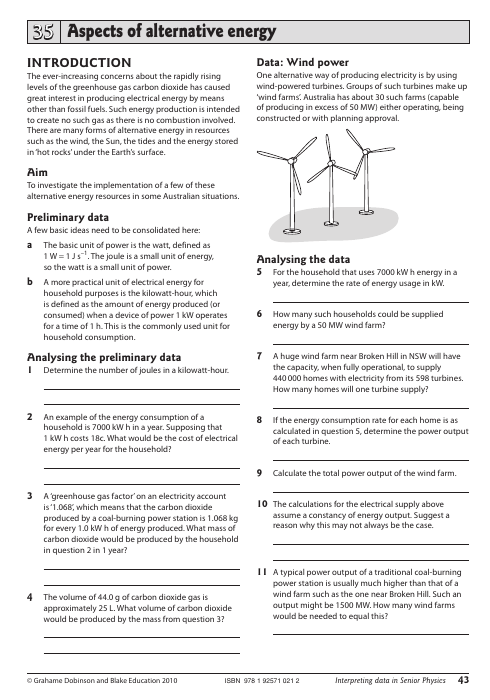 35 Aspects of alternative energy
INTRODUCTION
The ever-increasing concerns about the rapidly rising
levels of the greenhouse gas carbon dioxide has caused
great interest in producing electrical energy by means
other than fossil fuels. Such energy production is intended
to create no such gas as there is no combustion involved.
There are many forms of alternative energy in resources
such as the wind, the Sun, the tides and the energy stored
in ‘hot rocks’ under the Earth’s surface.
Aim
To investigate the implementation of a few of these
alternative energy resources in some Australian situations.
Preliminary data
A few basic ideas need to be consolidated here:
a The basic unit of power is the watt, defined as
1 W = 1 J s⁻¹. The joule is a small unit of energy,
so the watt is a small unit of power.
b A more practical unit of electrical energy for
household purposes is the kilowatt-hour, which
is defined as the amount of energy produced (or
consumed) when a device of power 1 kW operates
for a time of 1 h. This is the commonly used unit for
household consumption.
Analysing the preliminary data
1 Determine the number of joules in a kilowatt-hour.
2 An example of the energy consumption of a
household is 7000 kW h in a year. Supposing that
1 kW h costs 18c. What would be the cost of electrical
energy per year for the household?
3 A ‘greenhouse gas factor’ on an electricity account
is ‘1.068’, which means that the carbon dioxide
produced by a coal-burning power station is 1.068 kg
for every 1.0 kW h of energy produced. What mass of
carbon dioxide would be produced by the household
in question 2 in 1 year?
4 The volume of 44.0 g of carbon dioxide gas is
approximately 25 L. What volume of carbon dioxide
would be produced by the mass from question 3?
Data: Wind power
One alternative way of producing electricity is by using
wind-powered turbines. Groups of such turbines make up
‘wind farms’. Australia has about 30 such farms (capable
of producing in excess of 50 MW) either operating, being
constructed or with planning approval.
Analysing the data
5 For the household that uses 7000 kW h energy in a
year, determine the rate of energy usage in kW.
6 How many such households could be supplied
energy by a 50 MW wind farm?
7 A huge wind farm near Broken Hill in NSW will have
the capacity, when fully operational, to supply
440 000 homes with electricity from its 598 turbines.
How many homes will one turbine supply?
8 If the energy consumption rate for each home is as
calculated in question 5, determine the power output
of each turbine.
9 Calculate the total power output of the wind farm.
10 The calculations for the electrical supply above
assume a constancy of energy output. Suggest a
reason why this may not always be the case.
11 A typical power output of a traditional coal-burning
power station is usually much higher than that of a
wind farm such as the one near Broken Hill. Such an
output might be 1500 MW. How many wind farms
would be needed to equal this?
© Grahame Dobinson and Blake Education 2010 ISBN 978 1 92571 021 2 Interpreting data in Senior Physics 43